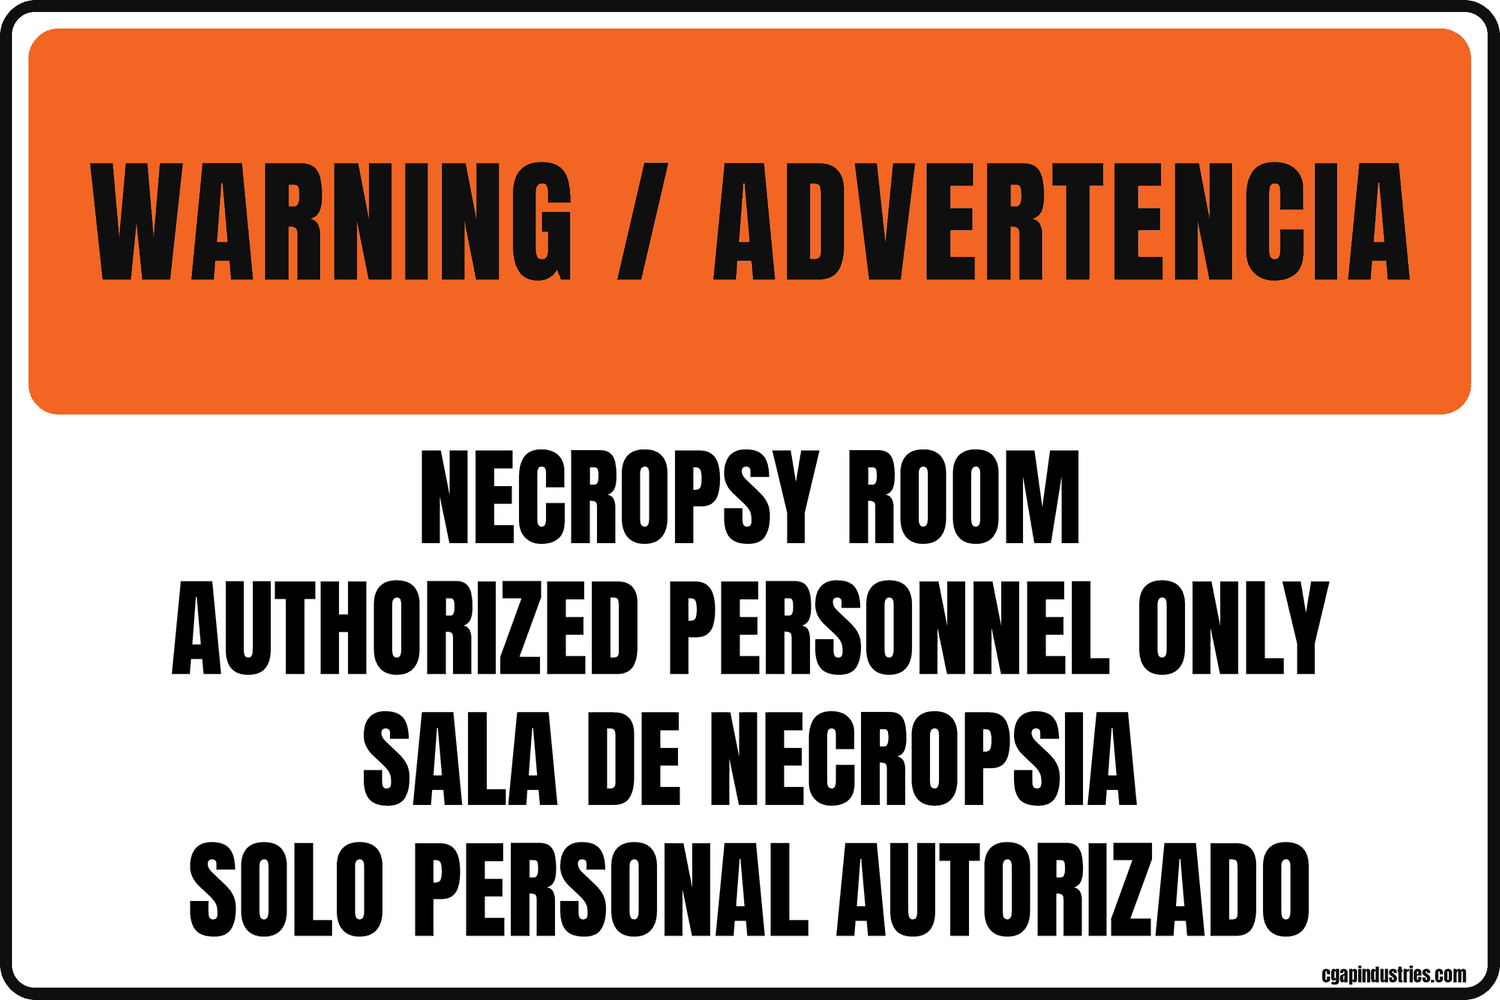 WARNING / ADVERTENCIA
NECROPSY ROOM
AUTHORIZED PERSONNEL ONLY
SALA DE NECROPSIA
SOLO PERSONAL AUTORIZADO
cgapindustries.com